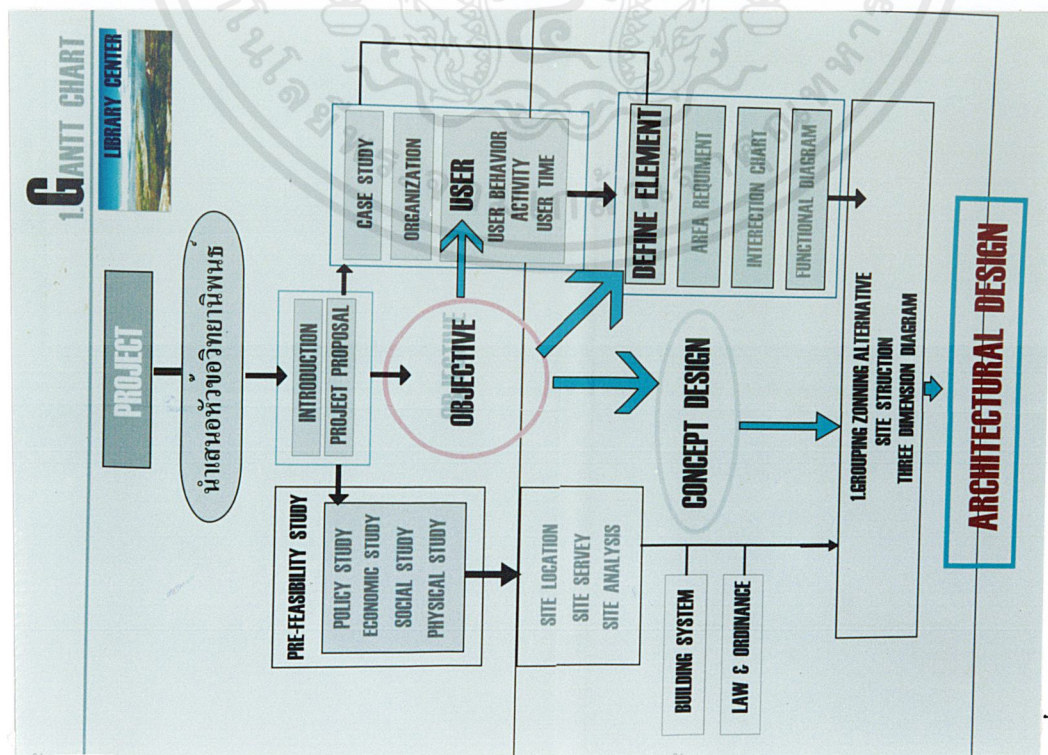 1.GANTT CHART
LIBRARY CENTER
PROJECT
นำเสนอหัวข้อวิทยานิพนธ์
INTRODUCTION
PROJECT PROPOSAL
PRE-FEASIBILITY STUDY
POLICY STUDY
ECONOMIC STUDY
SOCIAL STUDY
PHYSICAL STUDY
OBJECTIVE
OBJECTIVE
CASE STUDY
ORGANIZATION
USER
USER BEHAVIOR
ACTIVITY
USER TIME
SITE LOCATION
SITE SERVEY
SITE ANALYSIS
BUILDING SYSTEM
LAW & ORDINANCE
CONCEPT DESIGN
DEFINE ELEMENT
AREA REQUIMENT
INTERECTION CHART
FUNCTIONAL DIAGRAM
1.GROUPING ZONNING ALTERNATIVE
SITE STRUCTION
THREE DIMENSION DIAGRAM
ARCHITECTURAL DESIGN